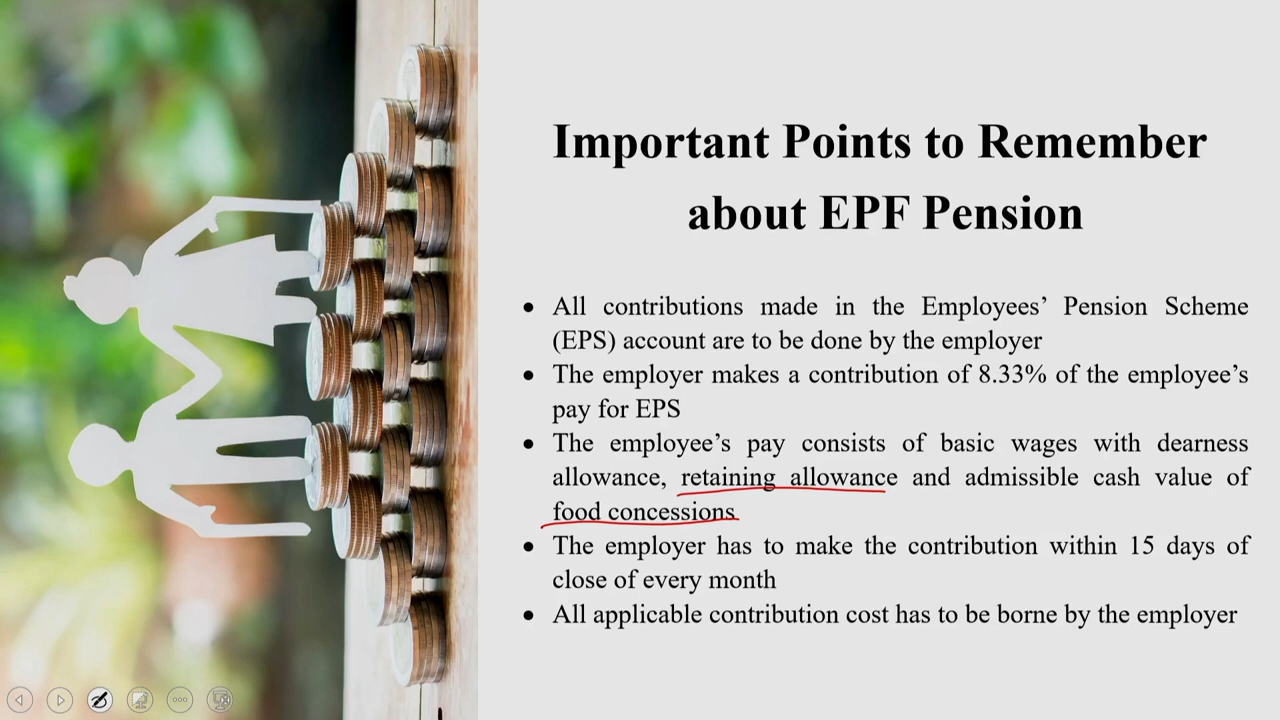 Important Points to Remember
about EPF Pension
• All contributions made in the Employees’ Pension Scheme
(EPS) account are to be done by the employer
• The employer makes a contribution of 8.33% of the employee’s
pay for EPS
• The employee’s pay consists of basic wages with dearness
allowance, retaining allowance and admissible cash value of
food concessions
• The employer has to make the contribution within 15 days of
close of every month
• All applicable contribution cost has to be borne by the employer